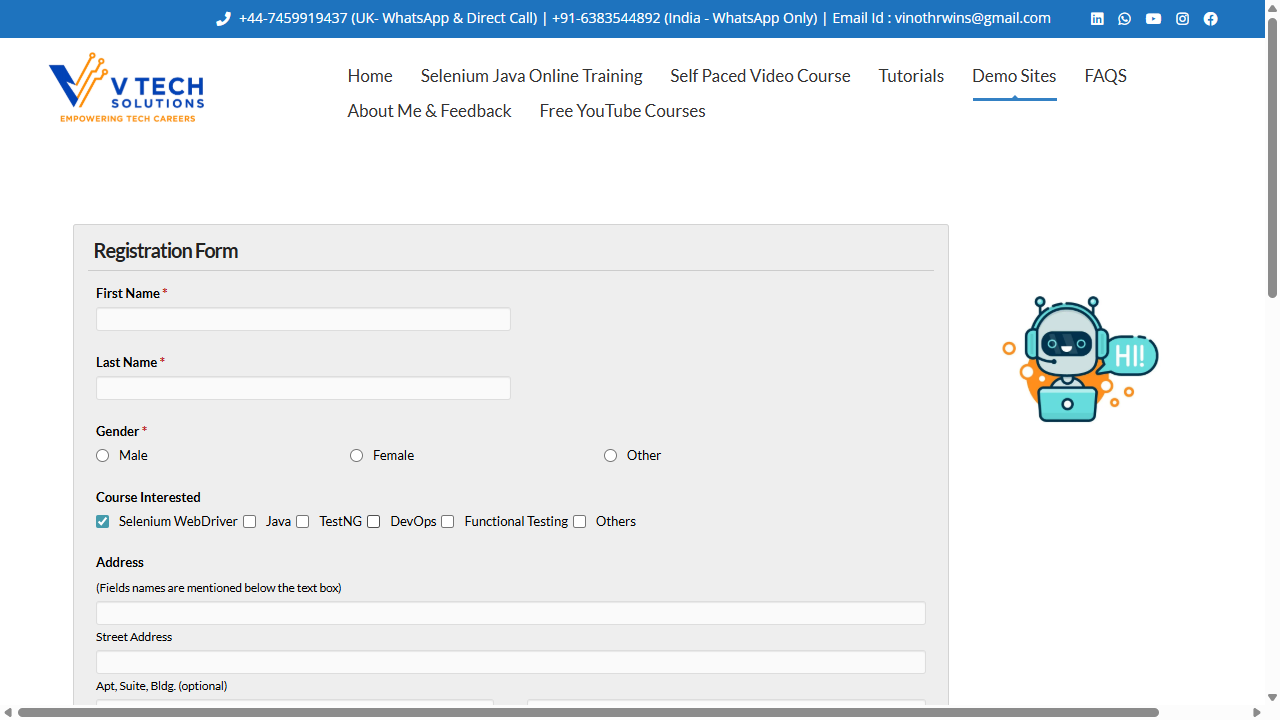 +44-7459919437 (UK- WhatsApp & Direct Call) | +91-6383544892 (India - WhatsApp Only) | Email Id : vinothrwins@gmail.com
V TECH
SOLUTIONS
EMPOWERING TECH CAREERS
Home Selenium Java Online Training Self Paced Video Course Tutorials Demo Sites FAQS
About Me & Feedback Free YouTube Courses
Registration Form
First Name *
Last Name *
Gender *
Male Female Other
Course Interested
Selenium WebDriver Java TestNG DevOps Functional Testing Others
Address
(Fields names are mentioned below the text box)
Street Address
Apt, Suite, Bldg. (optional)
HI!